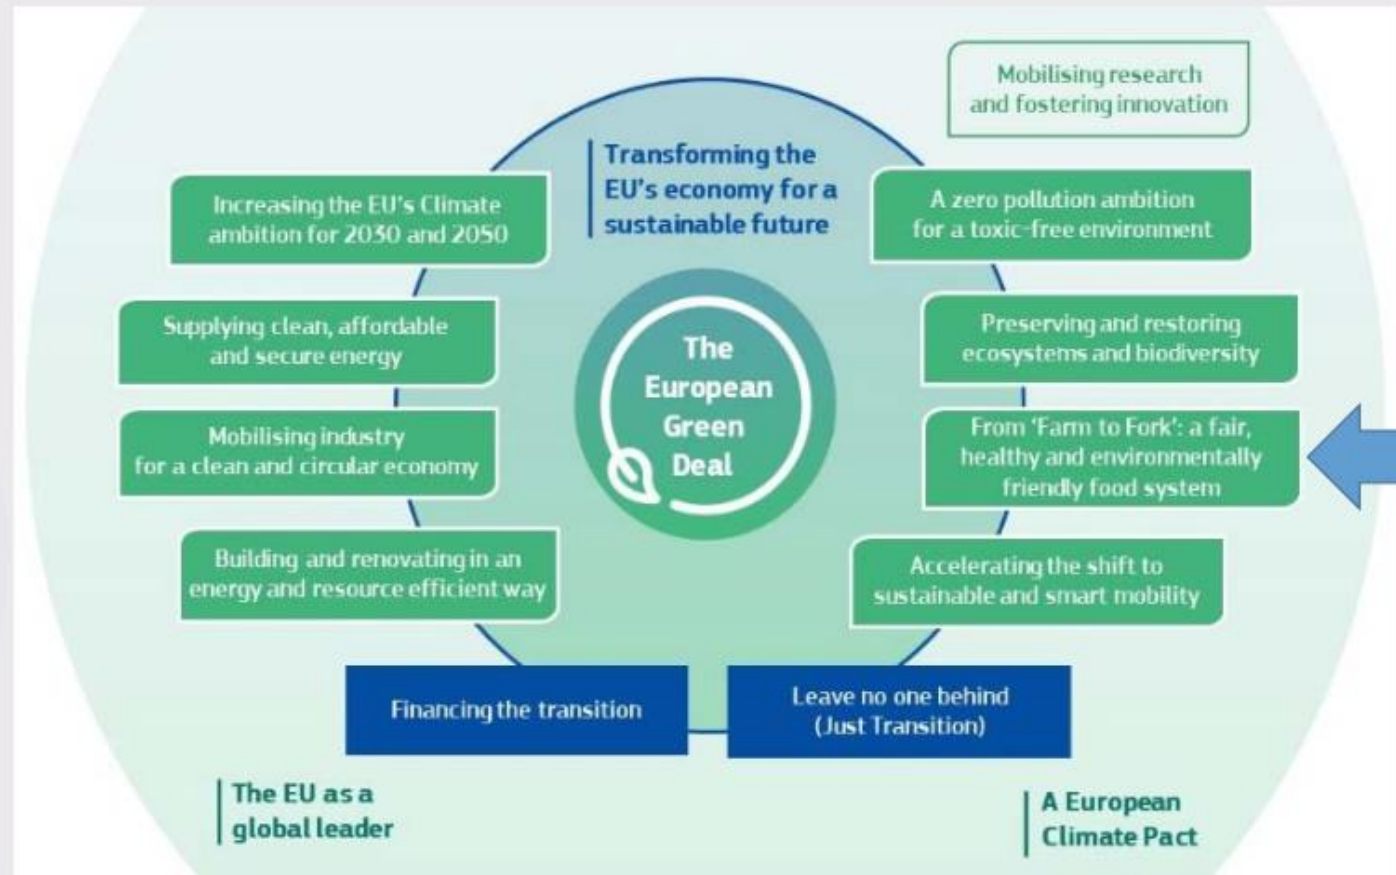 Mobilising research
and fostering innovation
Transforming the
EU's economy for a
sustainable future
Increasing the EU's Climate
ambition for 2030 and 2050
A zero pollution ambition
for a toxic-free environment
Supplying clean, affordable
and secure energy
Preserving and restoring
ecosystems and biodiversity
The
European
Green
Deal
Mobilising industry
for a clean and circular economy
From 'Farm to Fork': a fair,
healthy and environmentally
friendly food system
Building and renovating in an
energy and resource efficient way
Accelerating the shift to
sustainable and smart mobility
Financing the transition
Leave no one behind
(Just Transition)
The EU as a
global leader
A European
Climate Pact